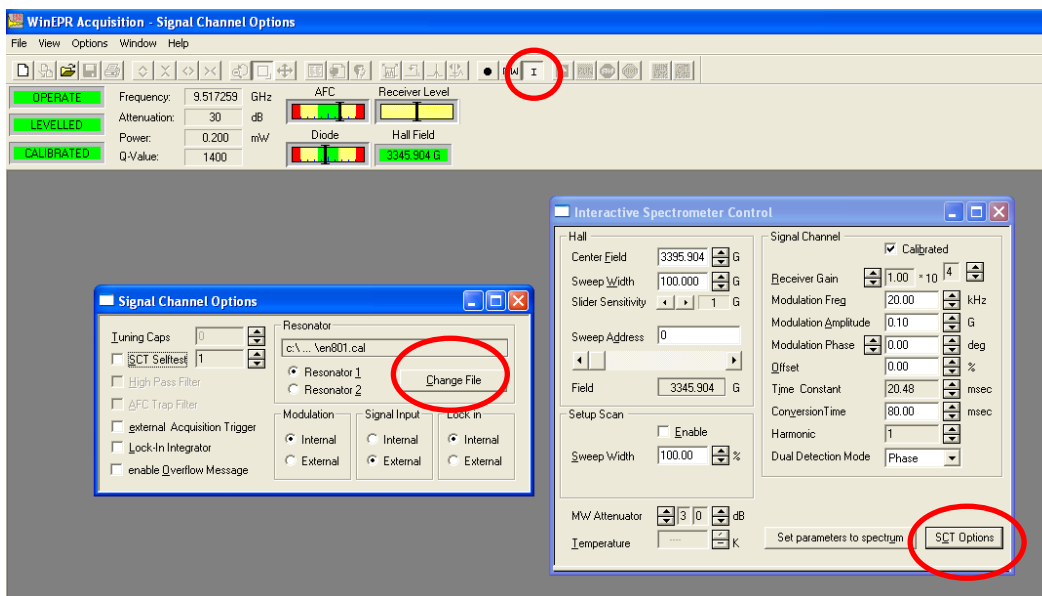 WinEPR Acquisition - Signal Channel Options
File View Options Window Help
MW I
OPERATE Frequency: 9.517259 GHz AFC Receiver Level
LEVELLED Attenuation: 30 dB
Power: 0.200 mW Diode Hall Field
CALIBRATED Q-Value: 1400 3345.904 G
Signal Channel Options
Tuning Caps 0
SCT Selftest 1
High Pass Filter
AFC Trap Filter
external Acquisition Trigger
Lock-In Integrator
enable Overflow Message
Resonator
c:\ ... \en801.cal
Resonator 1
Resonator 2
Change File
Modulation
Internal
External
Signal Input
Internal
External
Lock in
Internal
External
Interactive Spectrometer Control
Hall
Center Field 3395.904 G
Sweep Width 100.000 G
Slider Sensitivity 1 G
Sweep Address 0
Field 3345.904 G
Setup Scan
Enable
Sweep Width 100.00 %
MW Attenuator 3 0 dB
Temperature ---- K
Signal Channel
Calibrated
Receiver Gain 1.00 * 10 4
Modulation Freq 20.00 kHz
Modulation Amplitude 0.10 G
Modulation Phase 0.00 deg
Offset 0.00 %
Time Constant 20.48 msec
ConversionTime 80.00 msec
Harmonic 1
Dual Detection Mode Phase
Set parameters to spectrum SCT Options